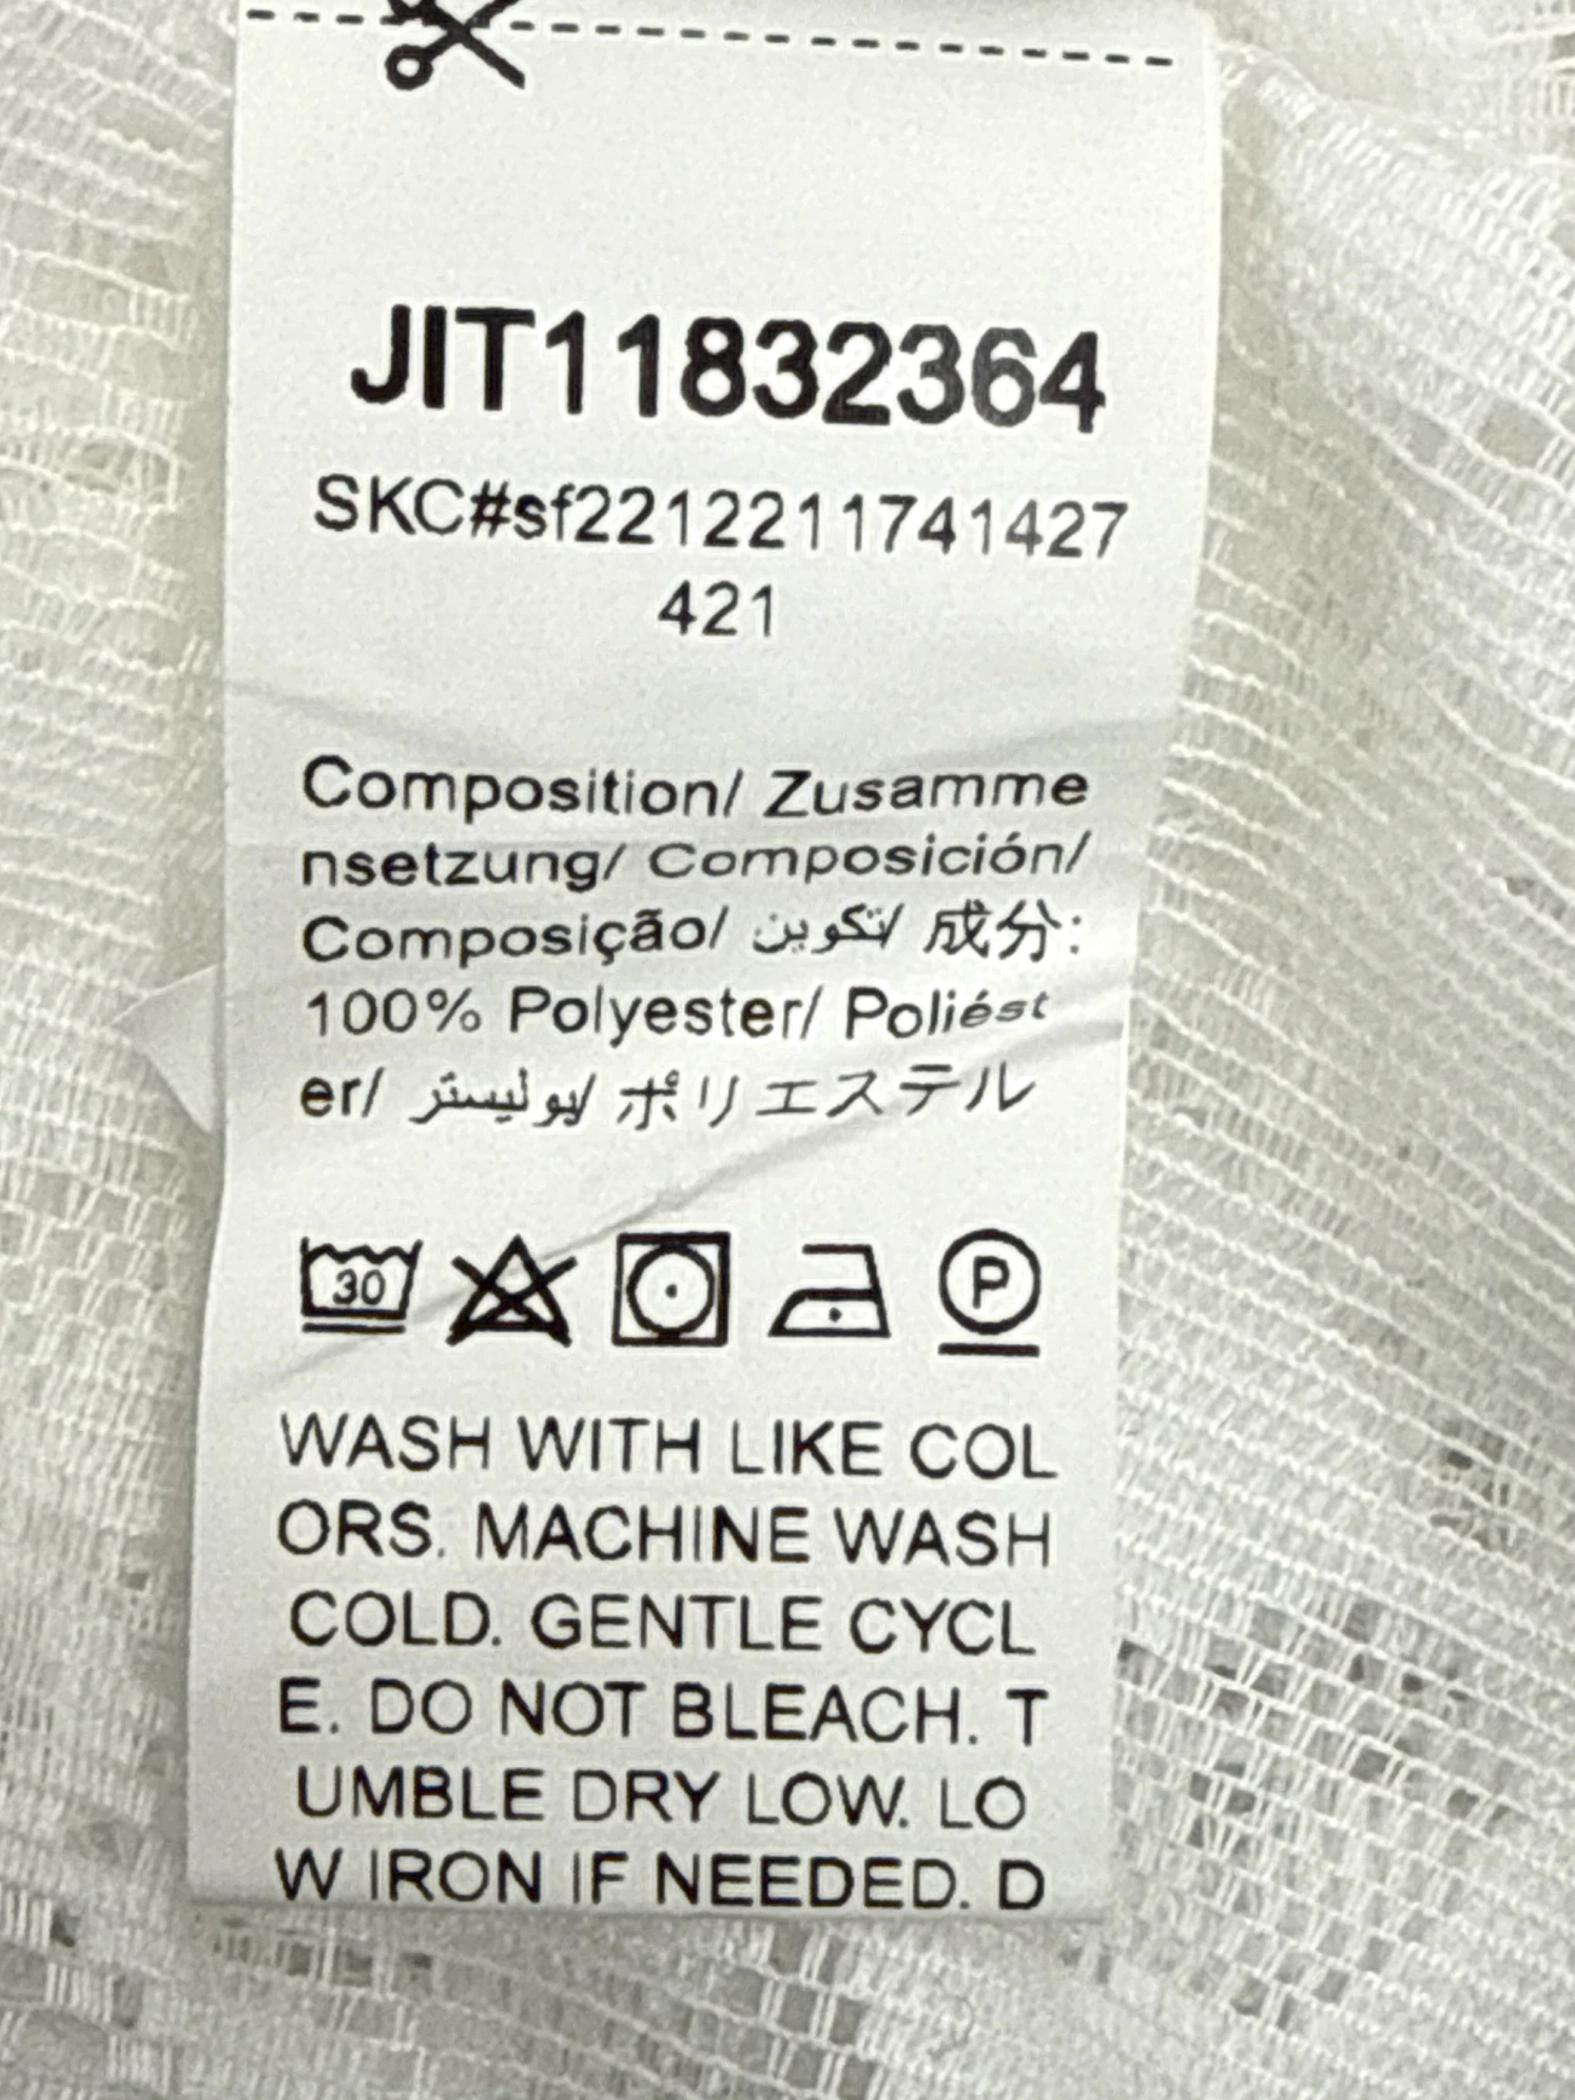 JIT11832364
SKC#sf2212211741427
421
Composition/ Zusamme
nsetzung/ Composición/
Composição/ تكوين/ 成分:
100% Polyester/ Poliést
er/ بوليستر/ ポリエステル
30 P
WASH WITH LIKE COL
ORS. MACHINE WASH
COLD. GENTLE CYCL
E. DO NOT BLEACH. T
UMBLE DRY LOW. LO
W IRON IF NEEDED. D